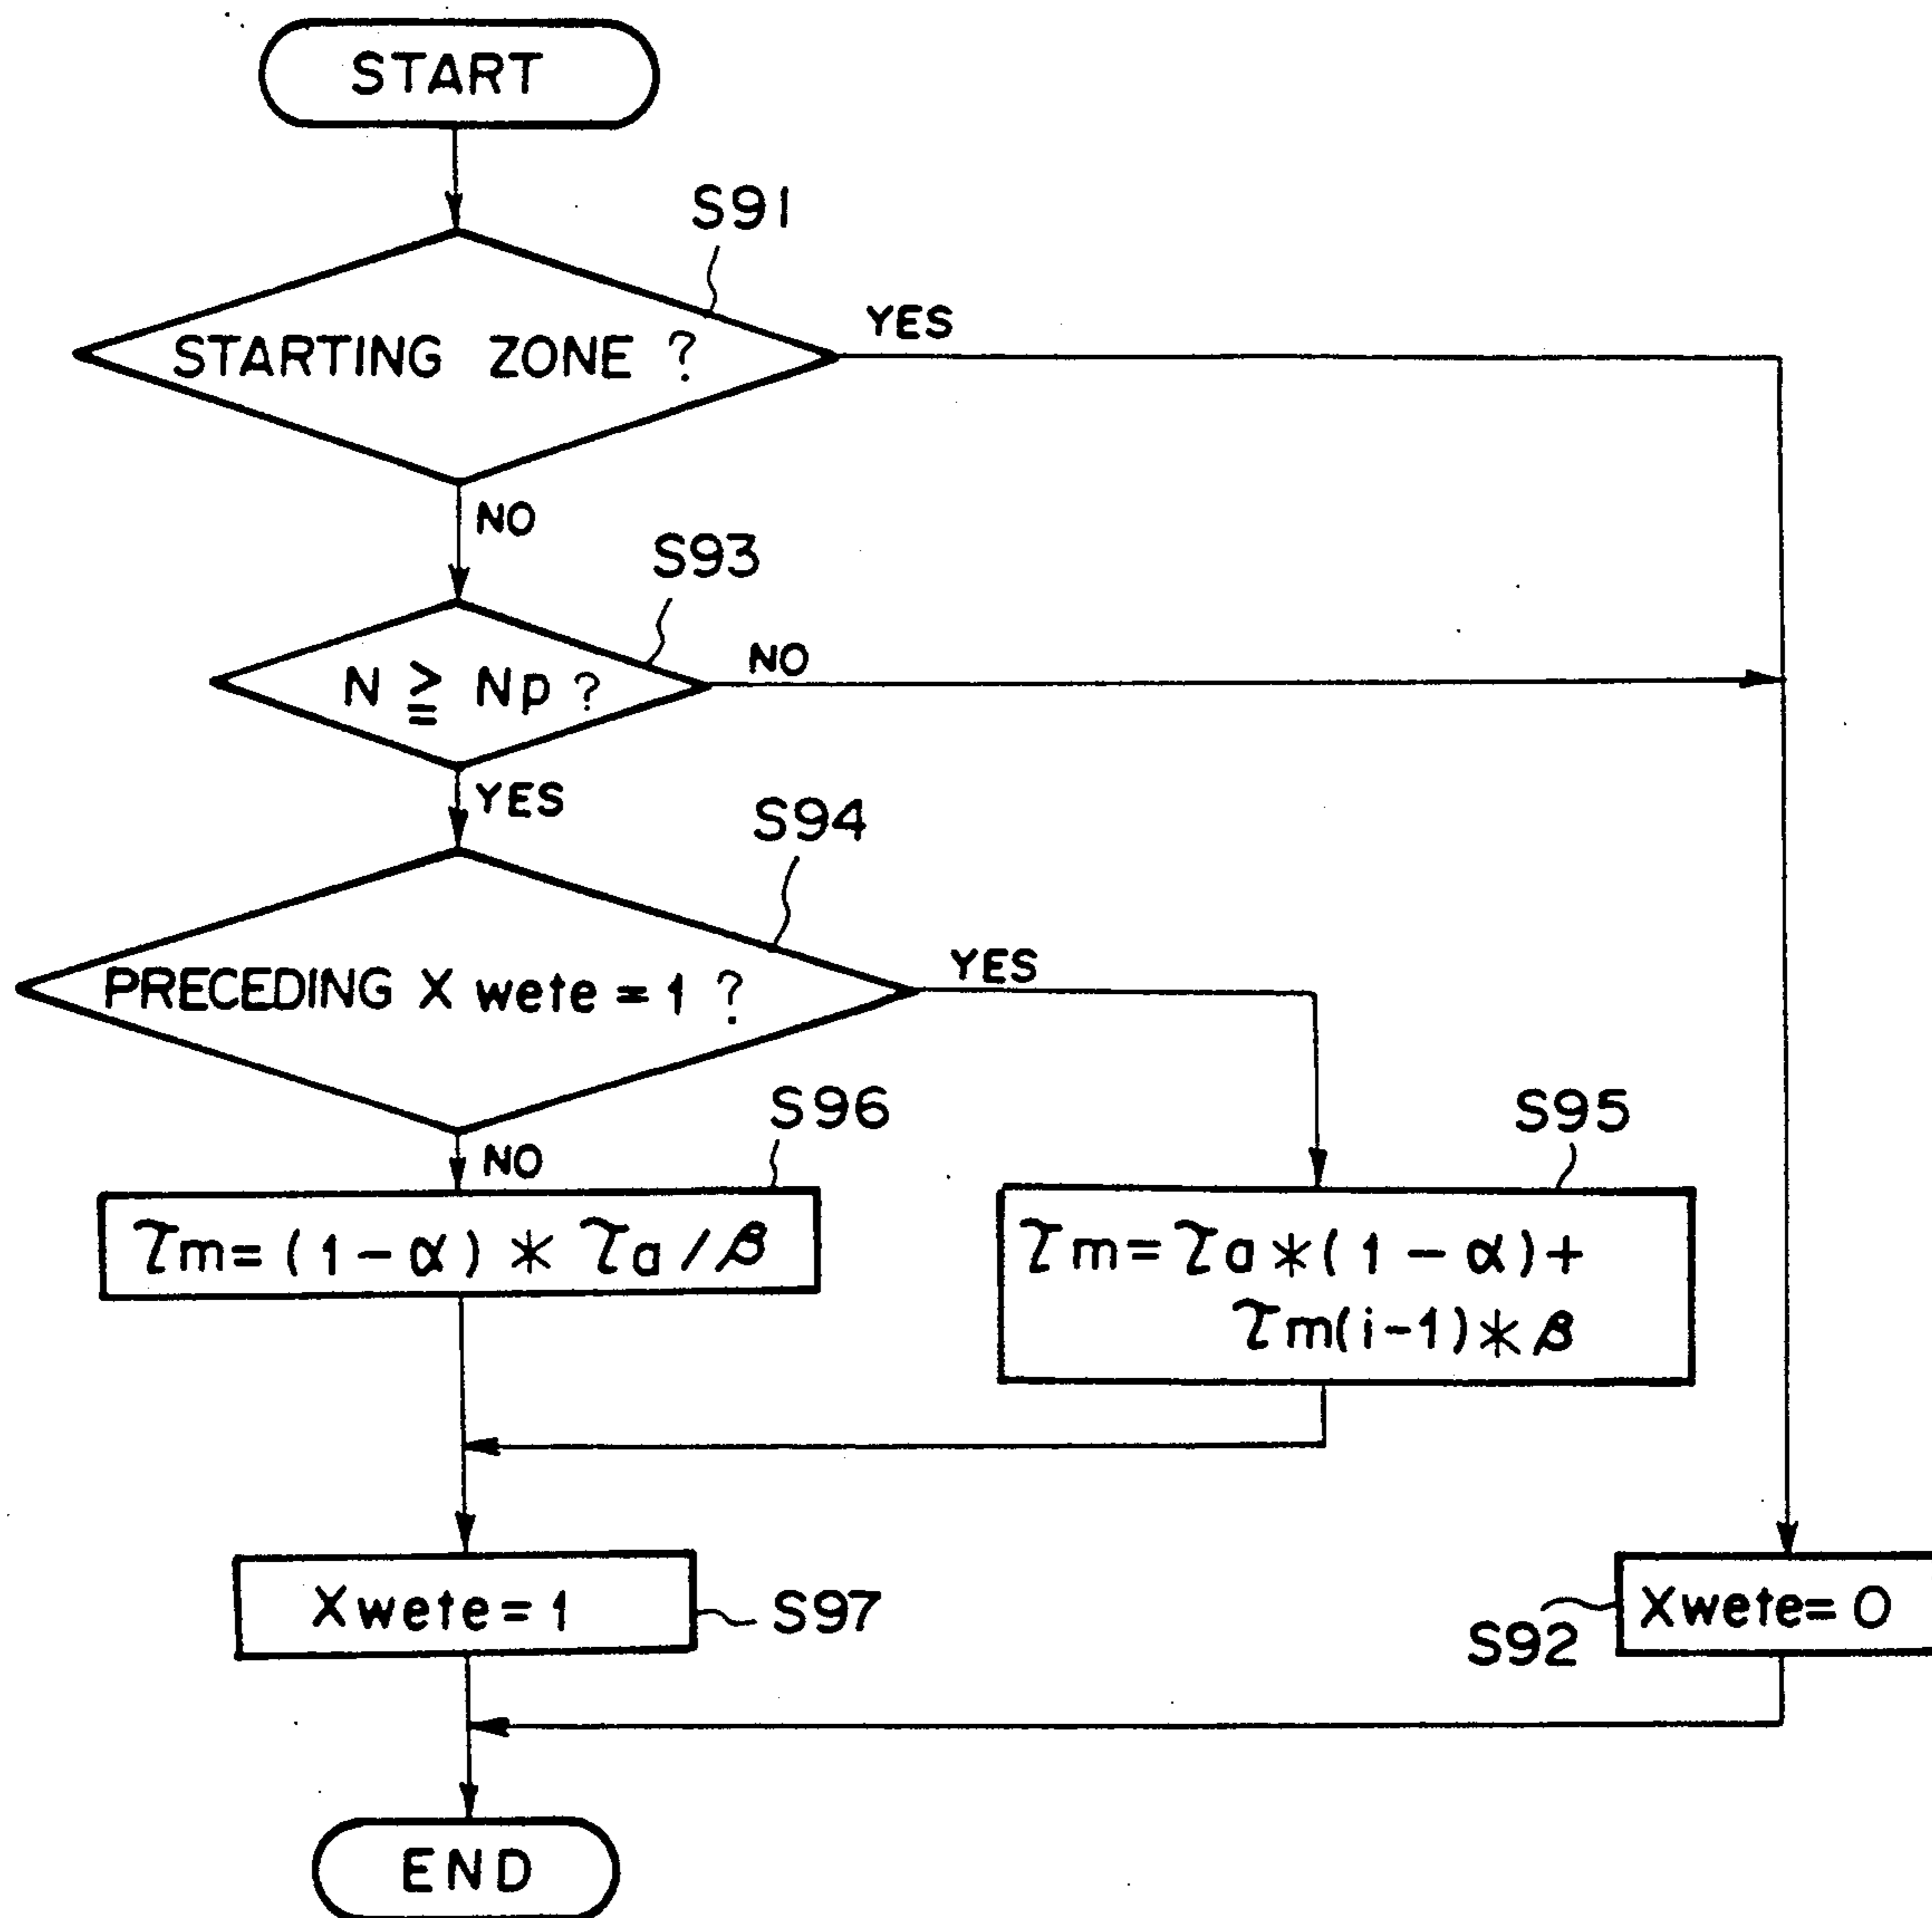 START
S91
STARTING ZONE ?
YES
NO
S93
N ≧ Np ?
NO
YES
S94
PRECEDING X wete = 1 ?
YES
NO
S96
S95
τm=(1-α)* τa/β
τm=τa*(1-α)+
τm(i-1)*β
Xwete=1
S97
S92
Xwete=0
END